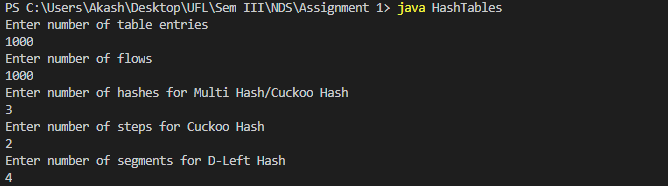 PS C:\Users\Akash\Desktop\UFL\Sem III\NDS\Assignment 1> java HashTables
Enter number of table entries
1000
Enter number of flows
1000
Enter number of hashes for Multi Hash/Cuckoo Hash
3
Enter number of steps for Cuckoo Hash
2
Enter number of segments for D-Left Hash
4